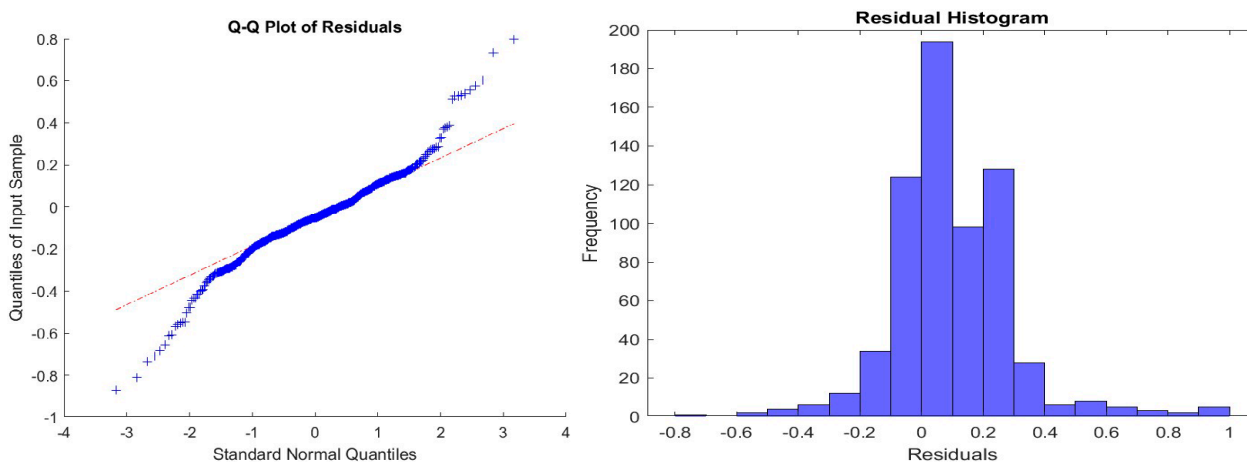 Q-Q Plot of Residuals
0.8
0.6
0.4
0.2
0
-0.2
-0.4
-0.6
-0.8
-1
Quantiles of Input Sample
-4 -3 -2 -1 0 1 2 3 4
Standard Normal Quantiles
Residual Histogram
200
180
160
140
120
100
80
60
40
20
0
Frequency
-0.8 -0.6 -0.4 -0.2 0 0.2 0.4 0.6 0.8 1
Residuals